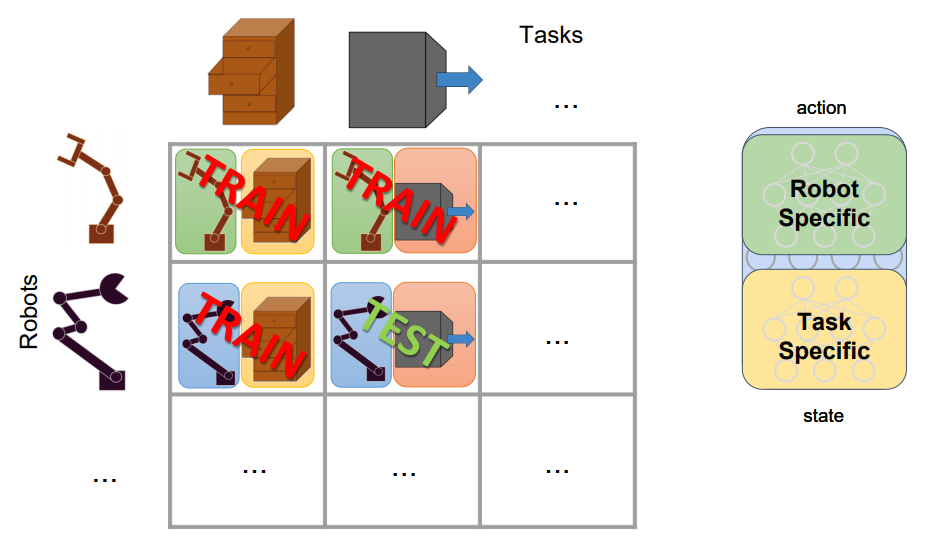 Tasks
...
action
TRAIN
TRAIN
...
Robot
Specific
Robots
TRAIN
TEST
...
Task
Specific
state
...
...
...
...